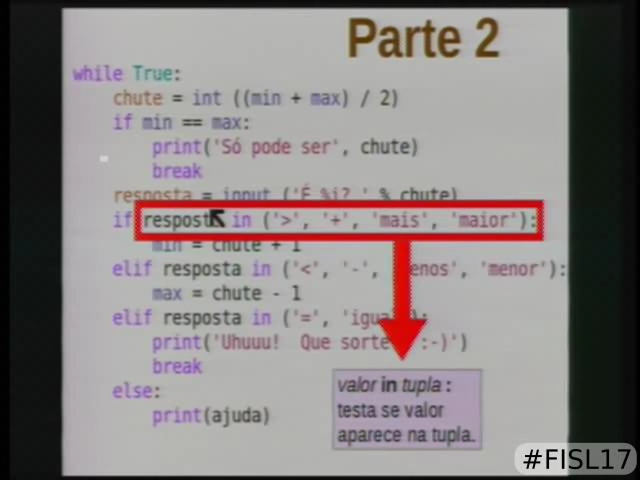 Parte 2
while True:
chute = int ((min + max) / 2)
if min == max:
print('Só pode ser', chute)
break
resposta = input ('É %i? ' % chute)
if resposta in ('>', '+', 'mais', 'maior'):
min = chute + 1
elif resposta in ('<', '-', 'menos', 'menor'):
max = chute - 1
elif resposta in ('=', 'igual'):
print('Uhuuu! Que sorte :-)')
break
else:
print(ajuda)
valor in tupla :
testa se valor
aparece na tupla.
#FISL17